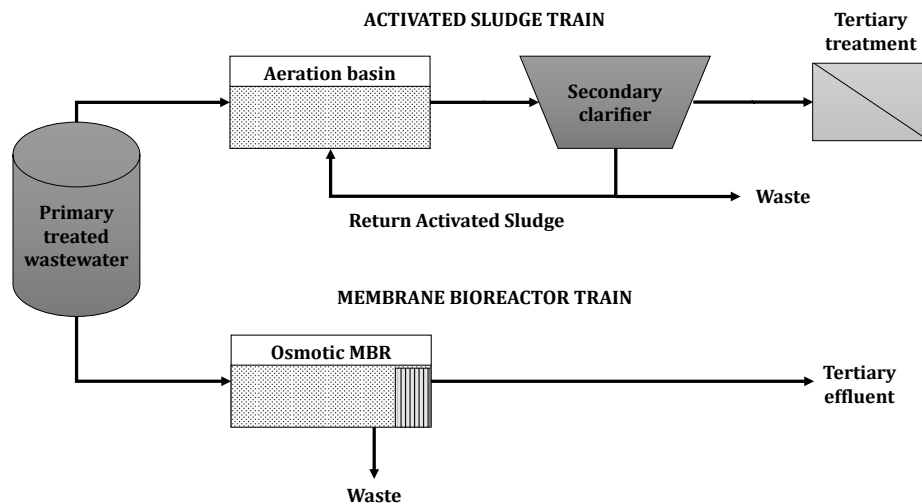 ACTIVATED SLUDGE TRAIN
Tertiary
treatment
Aeration basin
Secondary
clarifier
Primary
treated
wastewater
Waste
Return Activated Sludge
MEMBRANE BIOREACTOR TRAIN
Osmotic MBR
Tertiary
effluent
Waste